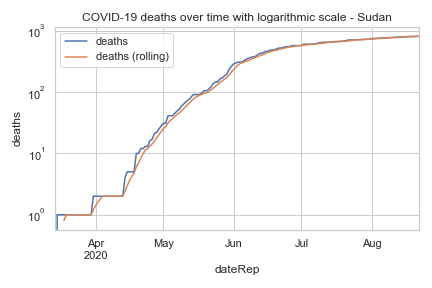 COVID-19 deaths over time with logarithmic scale - Sudan
deaths
deaths (rolling)
10³
10²
10¹
10⁰
deaths
Apr
2020
May
Jun
Jul
Aug
dateRep